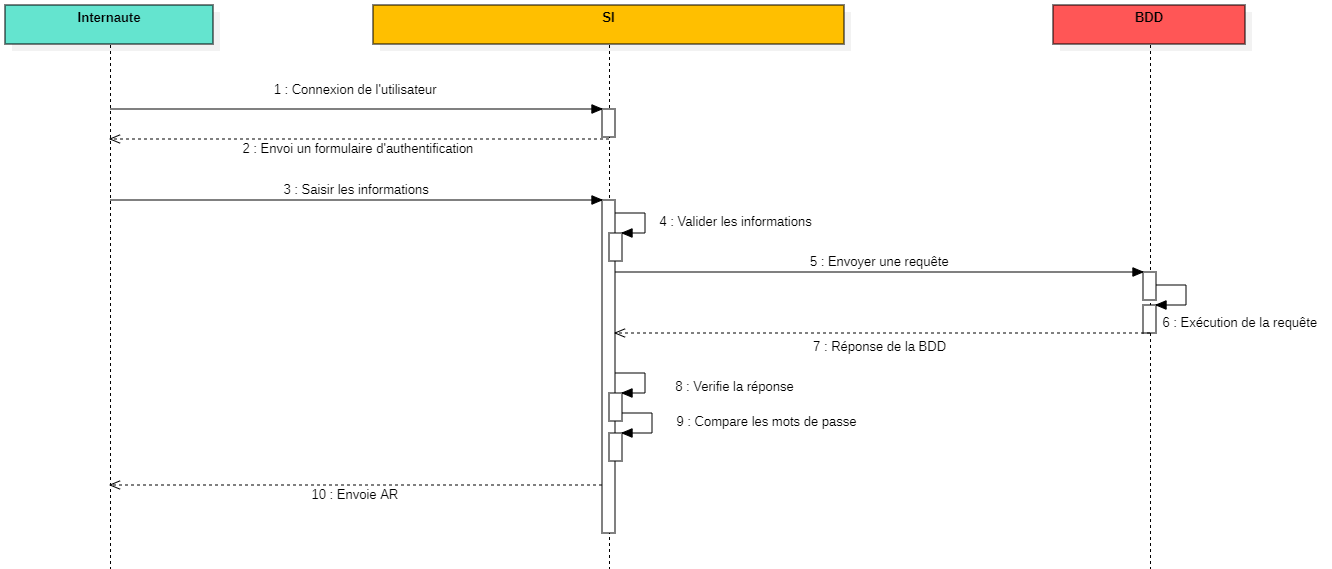 Internaute
SI
BDD
1 : Connexion de l'utilisateur
2 : Envoi un formulaire d'authentification
3 : Saisir les informations
4 : Valider les informations
5 : Envoyer une requête
6 : Exécution de la requête
7 : Réponse de la BDD
8 : Verifie la réponse
9 : Compare les mots de passe
10 : Envoie AR